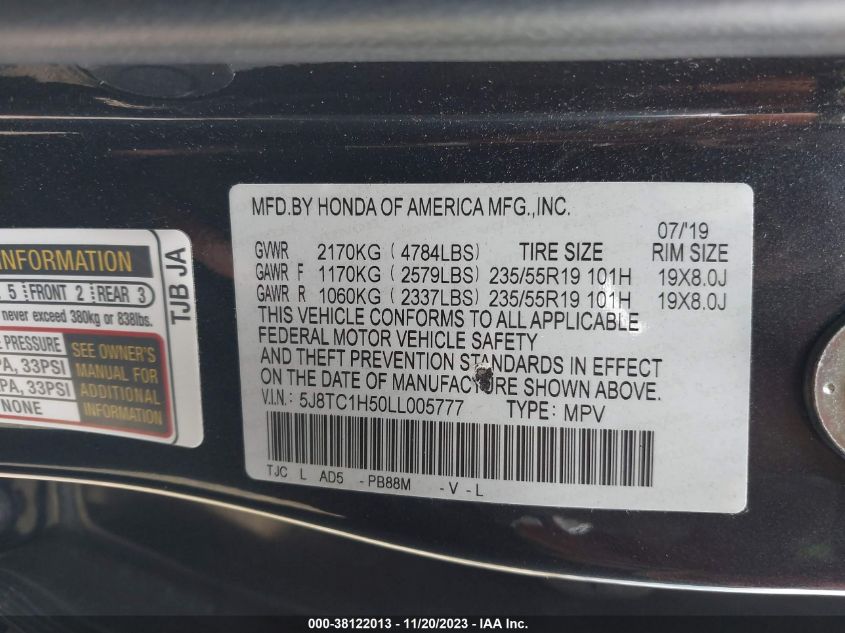 MFD.BY HONDA OF AMERICA MFG.,INC.
07/'19
GVWR 2170KG ( 4784LBS) TIRE SIZE RIM SIZE
GAWR F 1170KG ( 2579LBS) 235/55R19 101H 19X8.0J
GAWR R 1060KG ( 2337LBS) 235/55R19 101H 19X8.0J
THIS VEHICLE CONFORMS TO ALL APPLICABLE
FEDERAL MOTOR VEHICLE SAFETY
AND THEFT PREVENTION STANDARDS IN EFFECT
ON THE DATE OF MANUFACTURE SHOWN ABOVE.
V.I.N.: 5J8TC1H50LL005777 TYPE: MPV
TJC L AD5 -PB88M -V-L
INFORMATION
5 FRONT 2 REAR 3
never exceed 380kg or 838lbs.
PRESSURE
SEE OWNER'S
PA, 33PSI
MANUAL FOR
PA, 33PSI
ADDITIONAL
NONE
INFORMATION
TJB JA
000-38122013 - 11/20/2023 - IAA Inc.